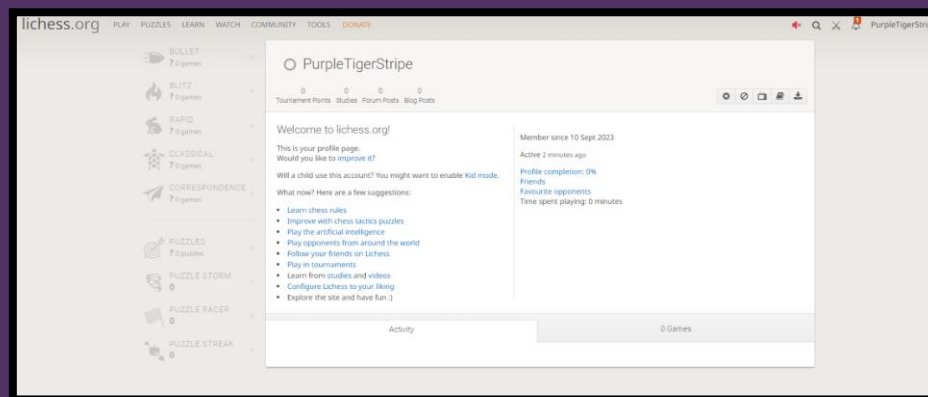 lichess.org PLAY PUZZLES LEARN WATCH COMMUNITY TOOLS DONATE 1
BULLET
? 0 games
BLITZ
? 0 games
RAPID
? 0 games
CLASSICAL
? 0 games
CORRESPONDENCE
? 0 games
PUZZLES
? 0 puzzles
PUZZLE STORM
0
PUZZLE RACER
0
PUZZLE STREAK
0
PurpleTigerStripe
0 0 0 0
Tournament Points Studies Forum Posts Blog Posts
Welcome to lichess.org!
This is your profile page.
Would you like to improve it?
Will a child use this account? You might want to enable Kid mode.
What now? Here are a few suggestions:
• Learn chess rules
• Improve with chess tactics puzzles
• Play the artificial intelligence
• Play opponents from around the world
• Follow your friends on Lichess
• Play in tournaments
• Learn from studies and videos
• Configure Lichess to your liking
• Explore the site and have fun :)
Member since 10 Sept 2023
Active 2 minutes ago
Profile completion: 0%
Friends
Favourite opponents
Time spent playing: 0 minutes
Activity 0 Games